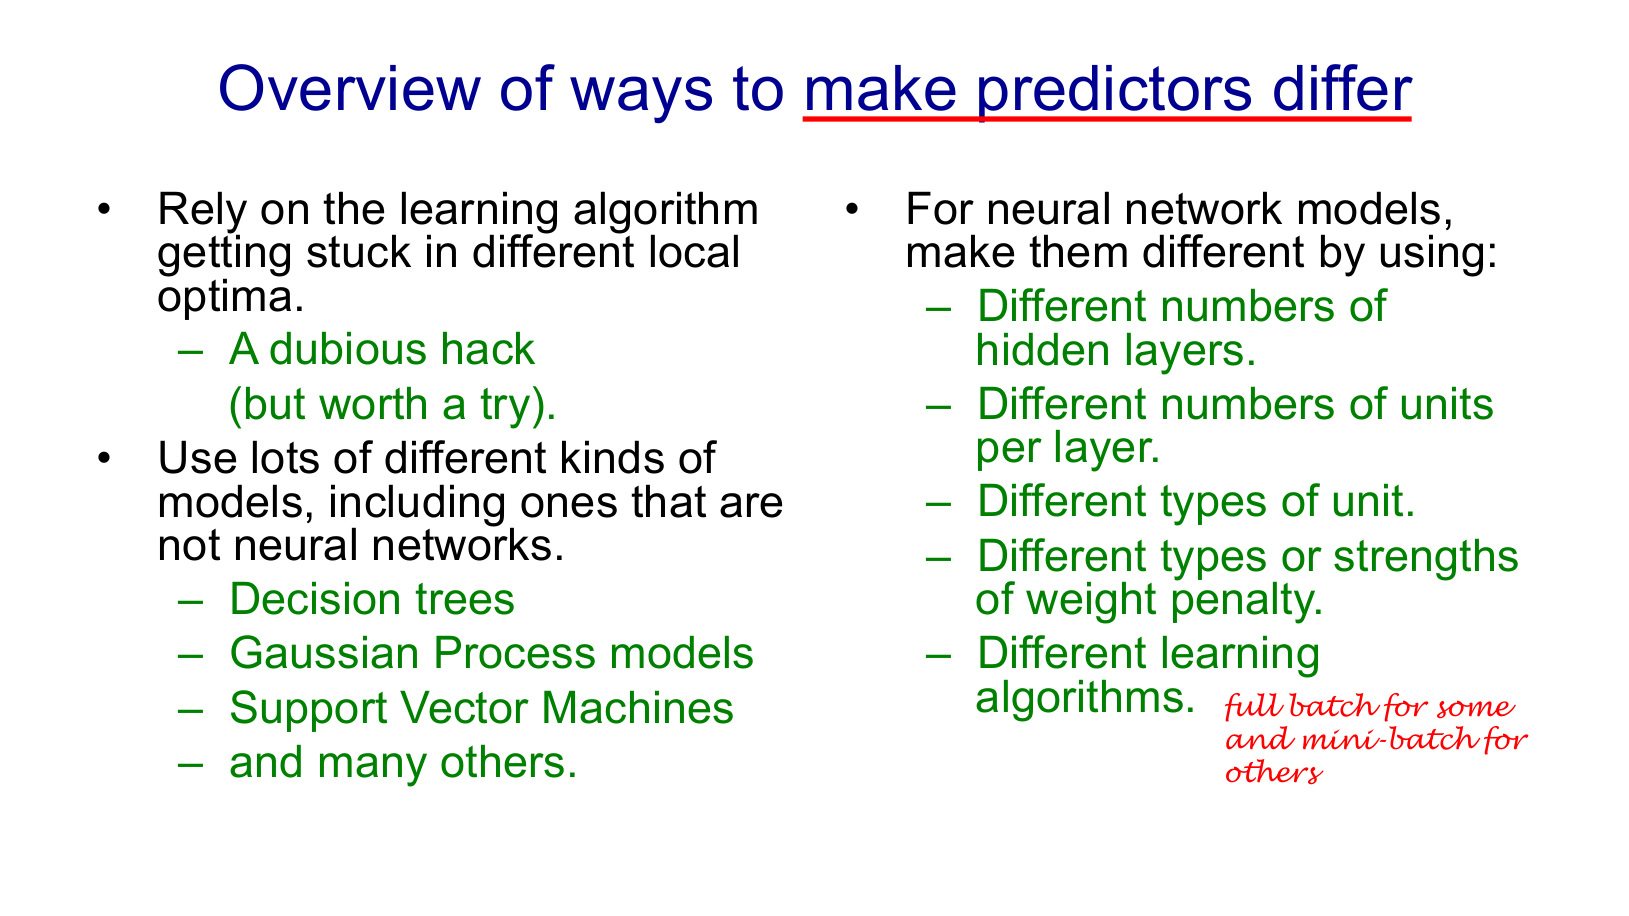 Overview of ways to make predictors differ
• Rely on the learning algorithm
getting stuck in different local
optima.
– A dubious hack
(but worth a try).
• Use lots of different kinds of
models, including ones that are
not neural networks.
– Decision trees
– Gaussian Process models
– Support Vector Machines
– and many others.
• For neural network models,
make them different by using:
– Different numbers of
hidden layers.
– Different numbers of units
per layer.
– Different types of unit.
– Different types or strengths
of weight penalty.
– Different learning
algorithms.
full batch for some
and mini-batch for
others